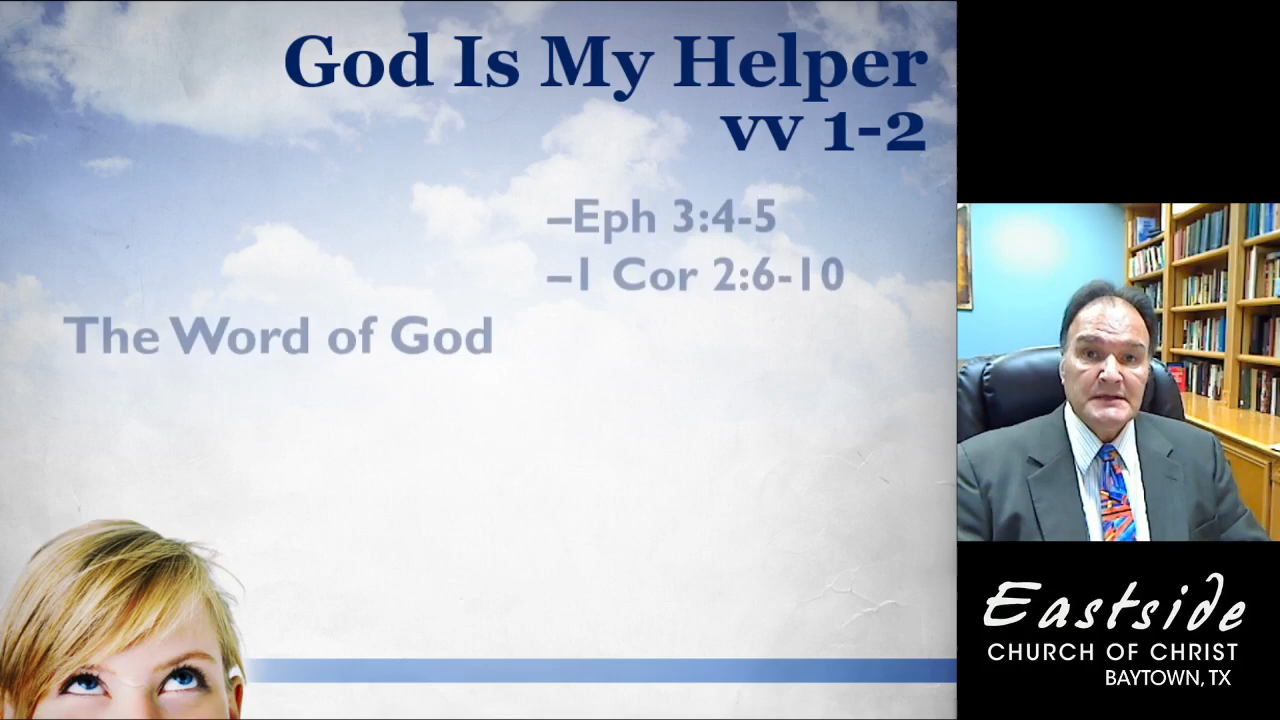 God Is My Helper
vv 1-2
–Eph 3:4-5
–1 Cor 2:6-10
The Word of God
Eastside
CHURCH OF CHRIST
BAYTOWN, TX